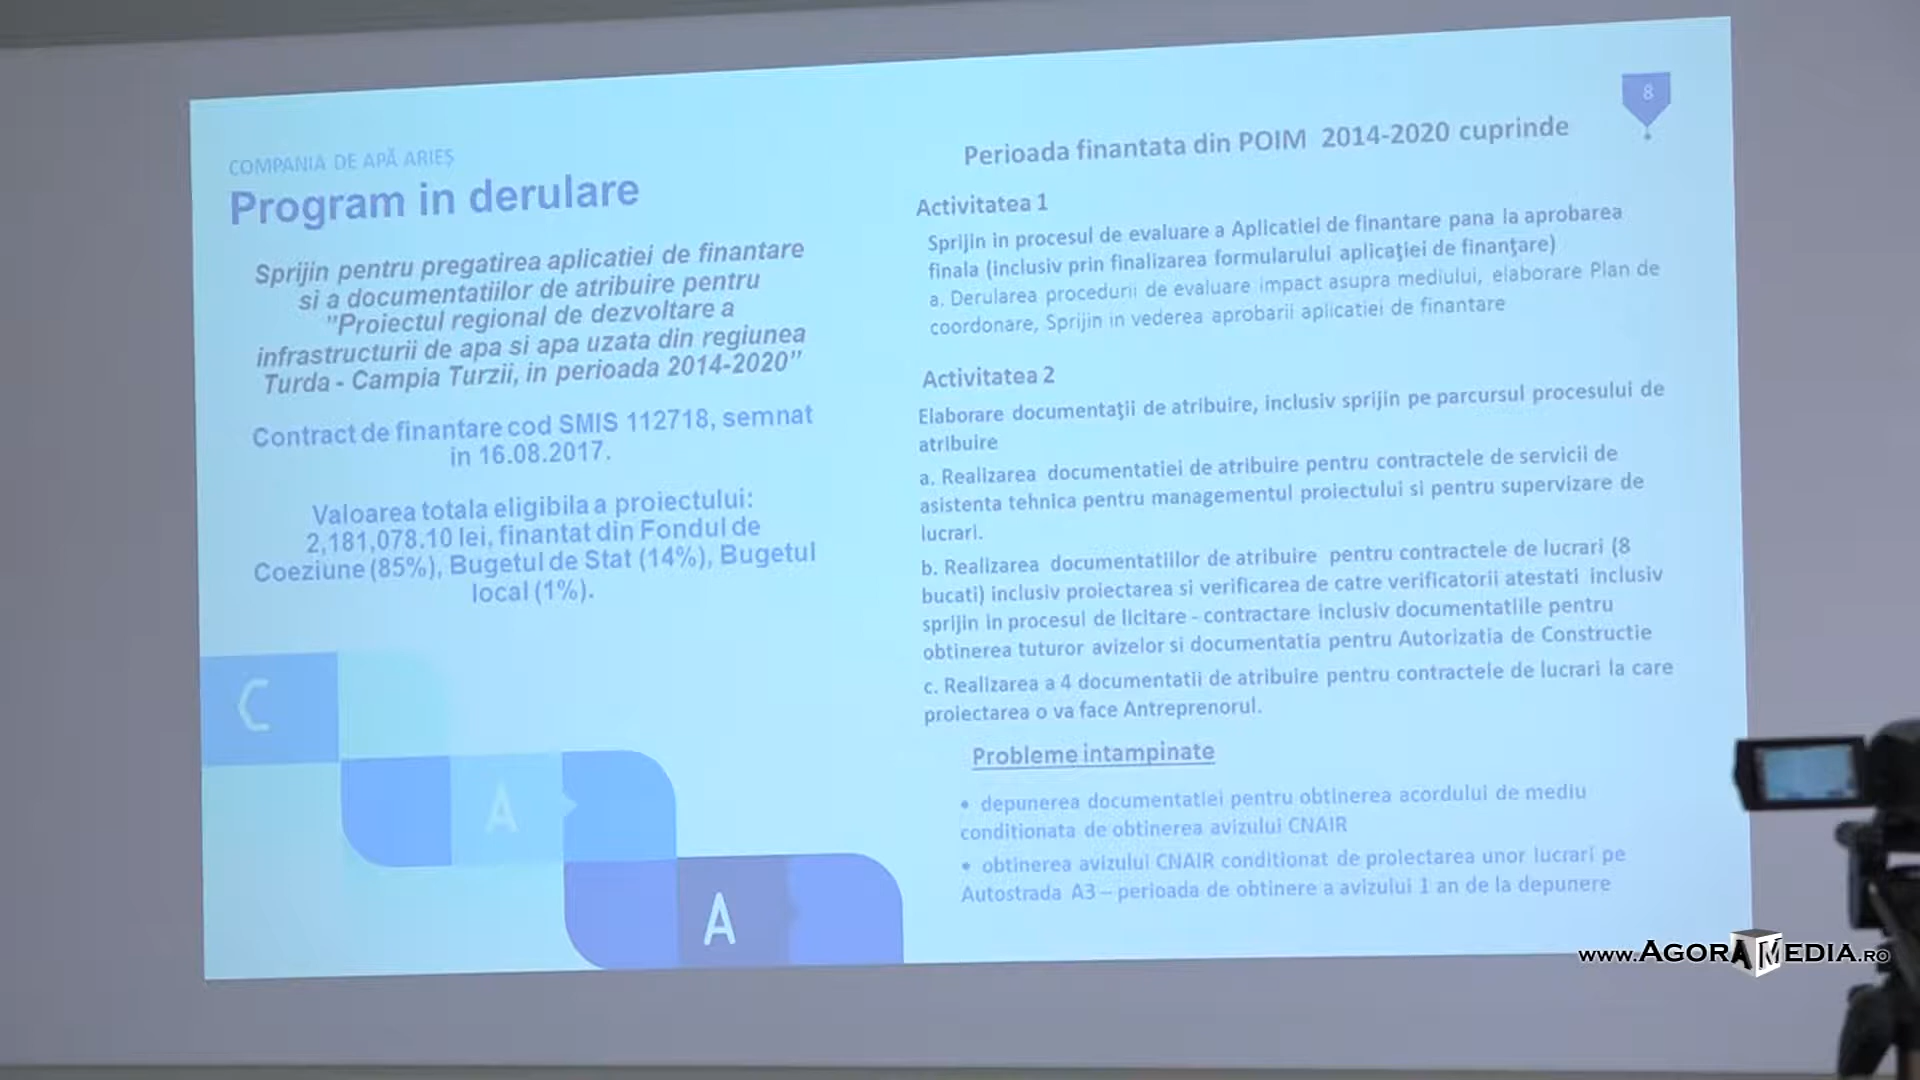 COMPANIA DE APĂ ARIEȘ
Program in derulare
Sprijin pentru pregatirea aplicatiei de finantare
si a documentatiilor de atribuire pentru
"Proiectul regional de dezvoltare a
infrastructurii de apa si apa uzata din regiunea
Turda - Campia Turzii, in perioada 2014-2020"
Contract de finantare cod SMIS 112718, semnat
in 16.08.2017.
Valoarea totala eligibila a proiectului:
2,181,078.10 lei, finantat din Fondul de
Coeziune (85%), Bugetul de Stat (14%), Bugetul
local (1%).
C
A
A
8
Perioada finantata din POIM 2014-2020 cuprinde
Activitatea 1
Sprijin in procesul de evaluare a Aplicatiei de finantare pana la aprobarea
finala (inclusiv prin finalizarea formularului aplicaţiei de finanţare)
a. Derularea procedurii de evaluare impact asupra mediului, elaborare Plan de
coordonare, Sprijin in vederea aprobarii aplicatiei de finantare
Activitatea 2
Elaborare documentaţii de atribuire, inclusiv sprijin pe parcursul procesului de
atribuire
a. Realizarea documentatiei de atribuire pentru contractele de servicii de
asistenta tehnica pentru managementul proiectului si pentru supervizare de
lucrari.
b. Realizarea documentatiilor de atribuire pentru contractele de lucrari (8
bucati) inclusiv proiectarea si verificarea de catre verificatorii atestati inclusiv
sprijin in procesul de licitare - contractare inclusiv documentatiile pentru
obtinerea tuturor avizelor si documentatia pentru Autorizatia de Constructie
c. Realizarea a 4 documentatii de atribuire pentru contractele de lucrari la care
proiectarea o va face Antreprenorul.
Probleme intampinate
• depunerea documentatiei pentru obtinerea acordului de mediu
conditionata de obtinerea avizului CNAIR
• obtinerea avizului CNAIR conditionat de proiectarea unor lucrari pe
Autostrada A3 – perioada de obtinere a avizului 1 an de la depunere
www.AGORAMEDIA.RO